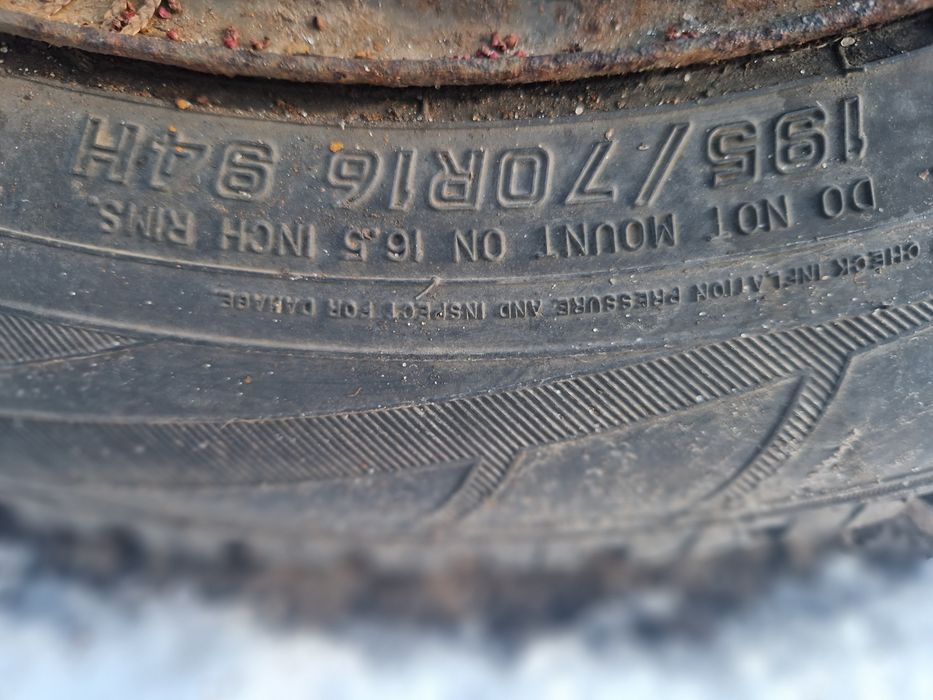 195/70R16 94H
DO NOT MOUNT ON 16.5 INCH RIMS.
CHECK INFLATION PRESSURE AND INSPECT FOR DAMAGE